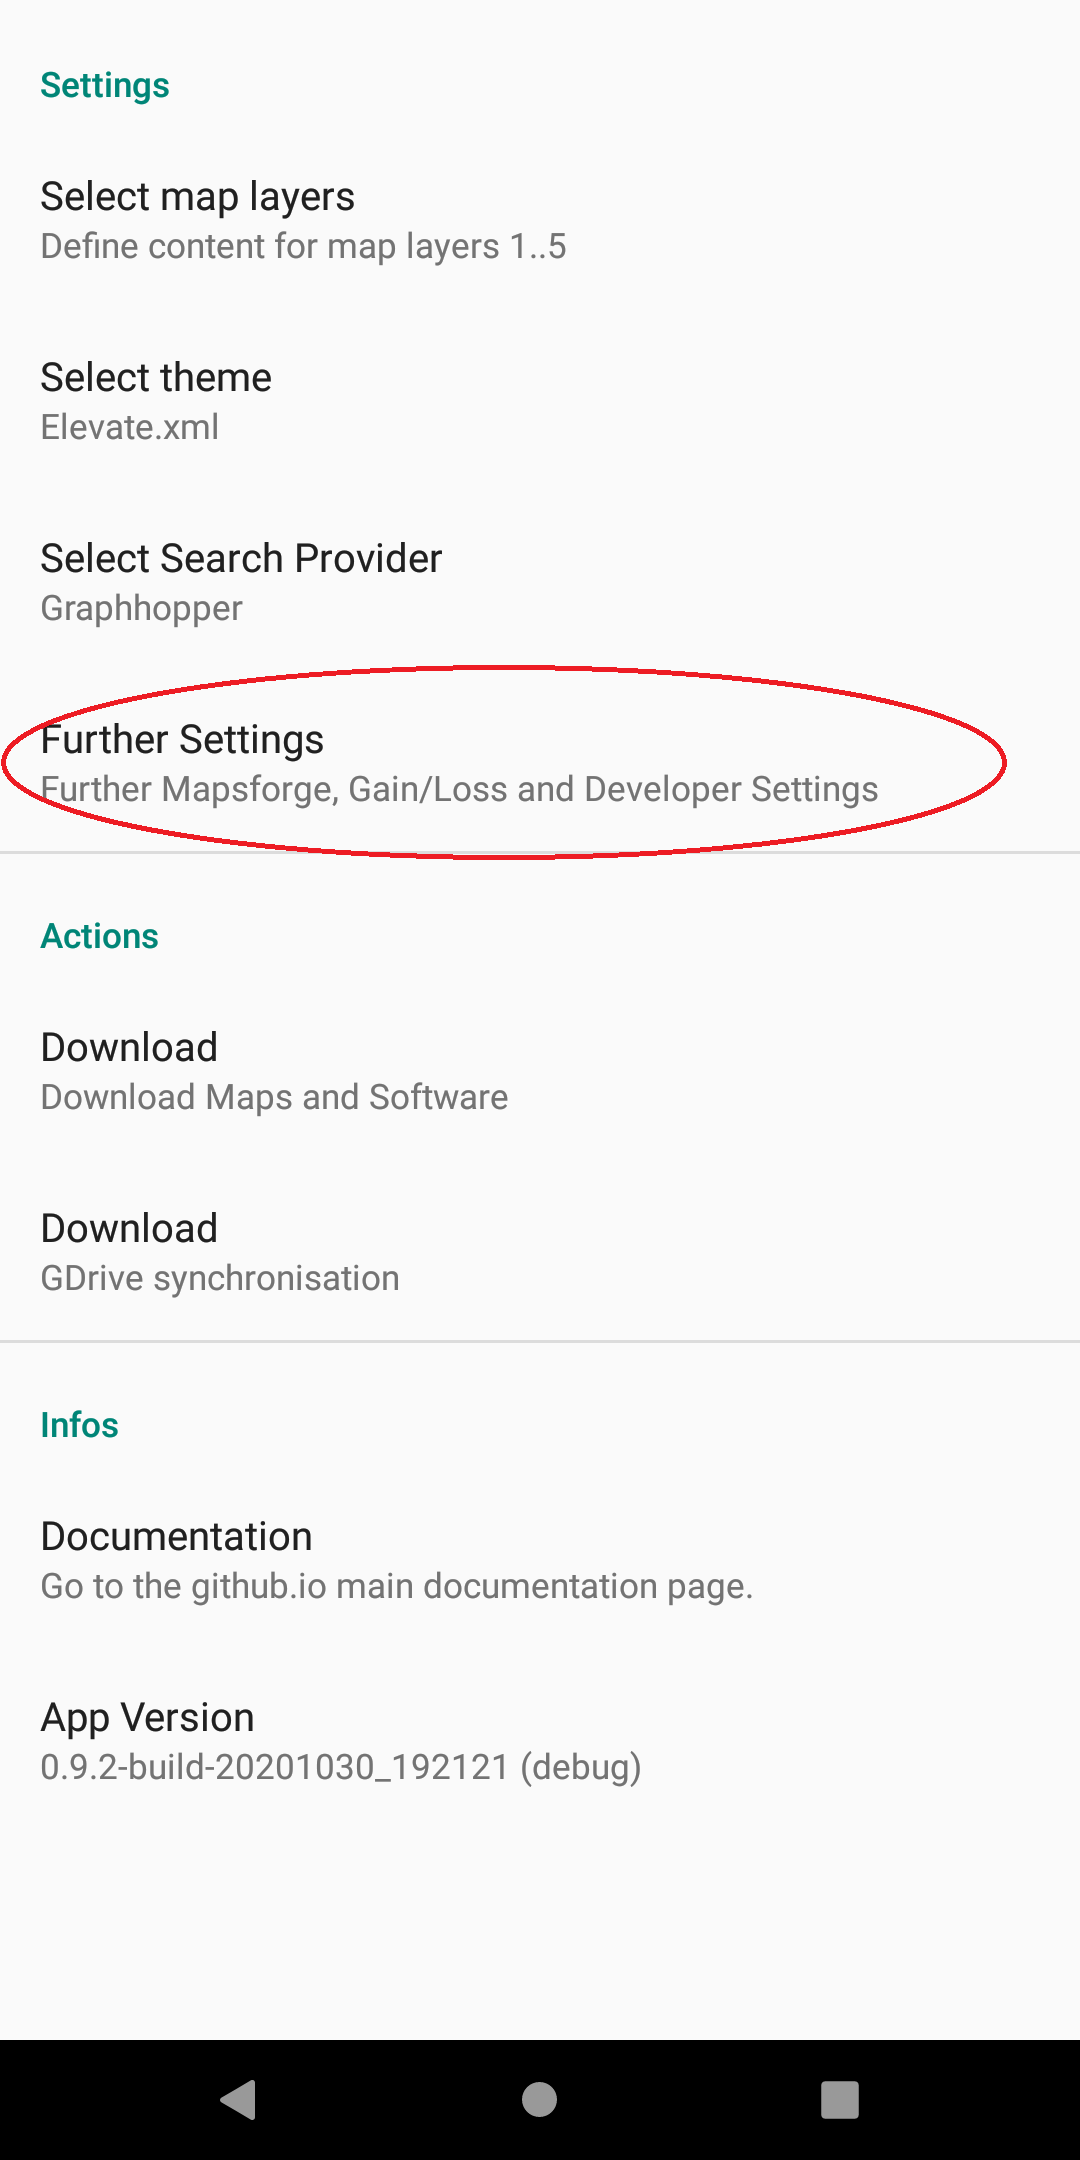 Settings
Select map layers
Define content for map layers 1..5
Select theme
Elevate.xml
Select Search Provider
Graphhopper
Further Settings
Further Mapsforge, Gain/Loss and Developer Settings
Actions
Download
Download Maps and Software
Download
GDrive synchronisation
Infos
Documentation
Go to the github.io main documentation page.
App Version
0.9.2-build-20201030_192121 (debug)